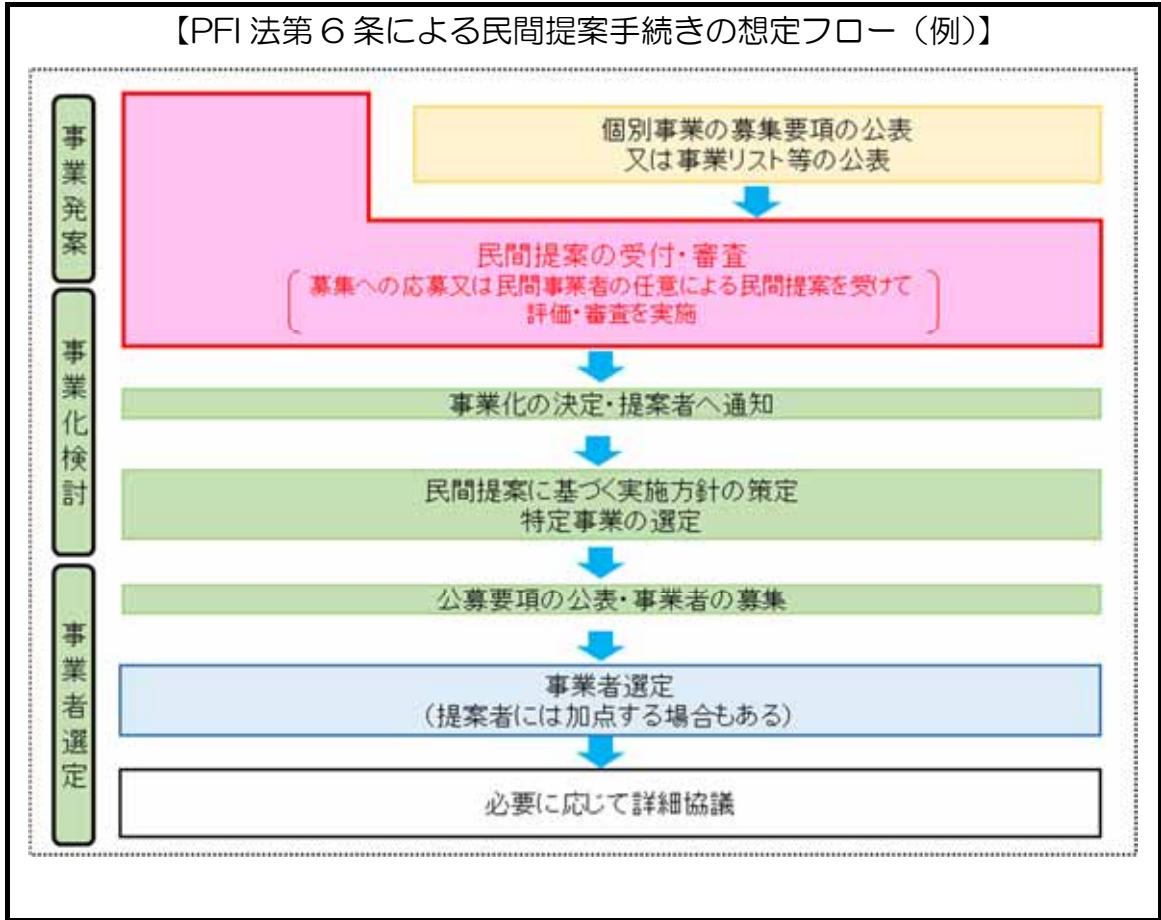 【PFI 法第 6 条による民間提案手続きの想定フロー（例）】
事業発案
個別事業の募集要項の公表
又は事業リスト等の公表
民間提案の受付・審査
募集への応募又は民間事業者の任意による民間提案を受けて
評価・審査を実施
事業化検討
事業化の決定・提案者へ通知
民間提案に基づく実施方針の策定
特定事業の選定
事業者選定
公募要項の公表・事業者の募集
事業者選定
（提案者には加点する場合もある）
必要に応じて詳細協議